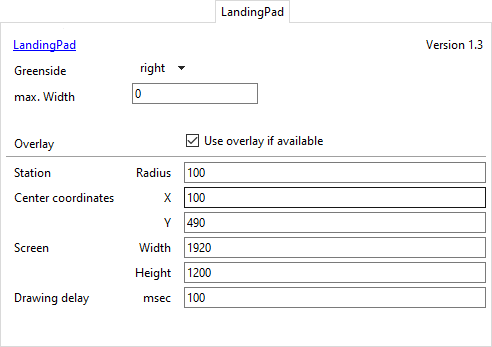 LandingPad
LandingPad Version 1.3
Greenside right
max. Width 0
Overlay Use overlay if available
Station Radius 100
Center coordinates X 100
Y 490
Screen Width 1920
Height 1200
Drawing delay msec 100